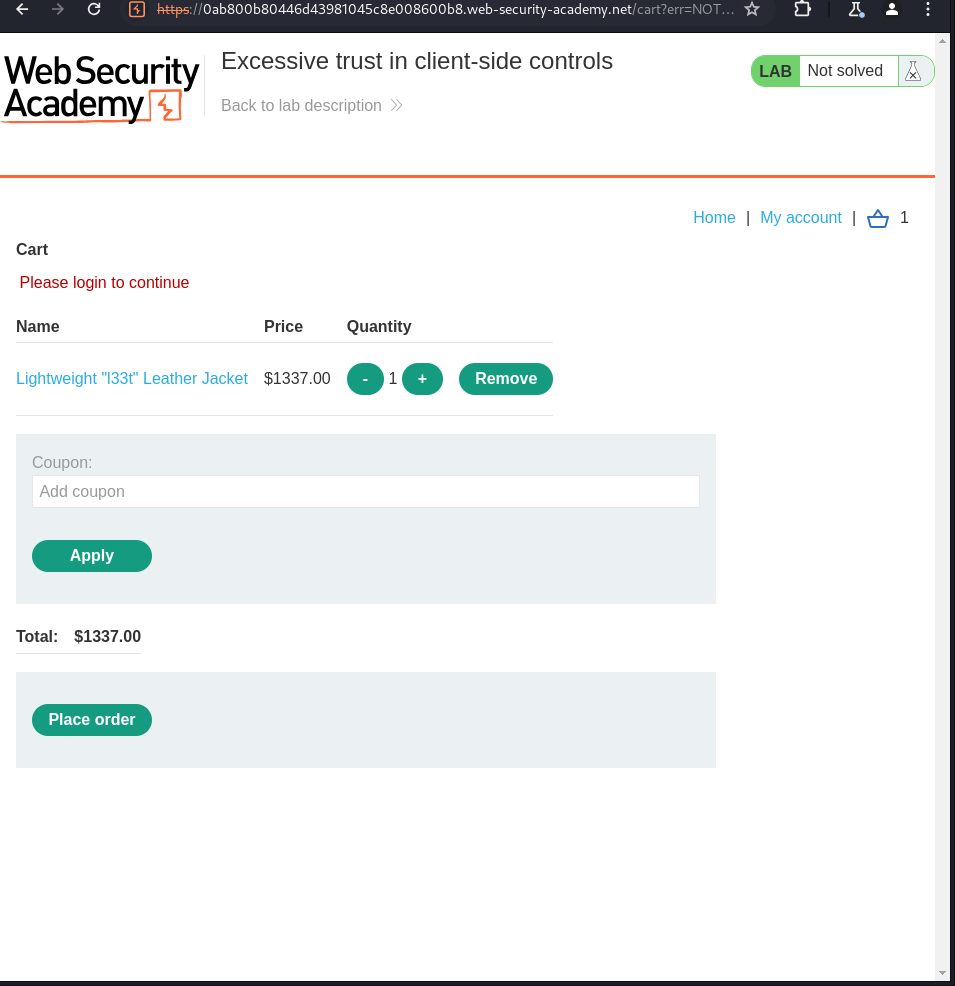 https://0ab800b80446d43981045c8e008600b8.web-security-academy.net/cart?err=NOT...
Web Security
Academy
Excessive trust in client-side controls
Back to lab description
LAB Not solved
Home | My account | 1
Cart
Please login to continue
Name Price Quantity
Lightweight "l33t" Leather Jacket $1337.00 - 1 + Remove
Coupon:
Add coupon
Apply
Total: $1337.00
Place order